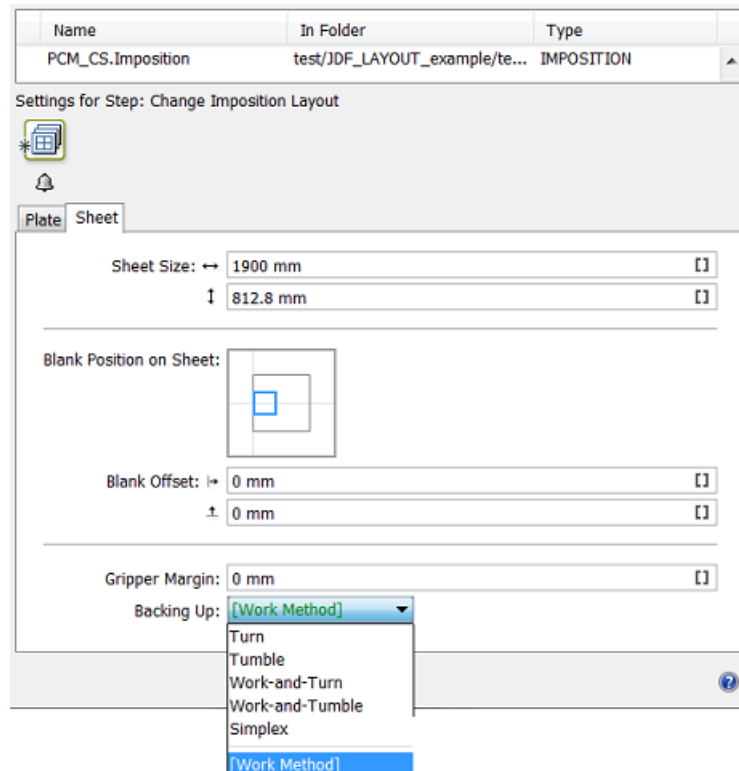 Name In Folder Type
PCM_CS.Imposition test/JDF_LAYOUT_example/te... IMPOSITION
Settings for Step: Change Imposition Layout
Plate Sheet
Sheet Size: ↔ 1900 mm []
↕ 812.8 mm []
Blank Position on Sheet:
Blank Offset: 0 mm []
0 mm []
Gripper Margin: 0 mm []
Backing Up: [Work Method]
Turn
Tumble
Work-and-Turn
Work-and-Tumble
Simplex
[Work Method]